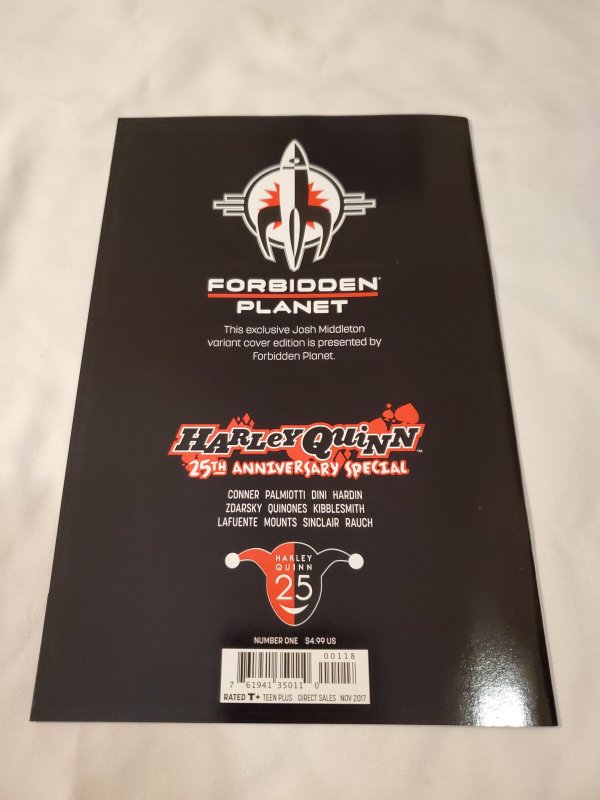 FORBIDDEN®
PLANET
This exclusive Josh Middleton
variant cover edition is presented by
Forbidden Planet.
HARLEY QUINN™
25TH ANNIVERSARY SPECIAL
CONNER PALMIOTTI DINI HARDIN
ZDARSKY QUINONES KIBBLESMITH
LAFUENTE MOUNTS SINCLAIR RAUCH
HARLEY
QUINN
25
NUMBER ONE $4.99 US
00118
7 61941 35011 0
RATED T+ TEEN PLUS DIRECT SALES NOV 2017